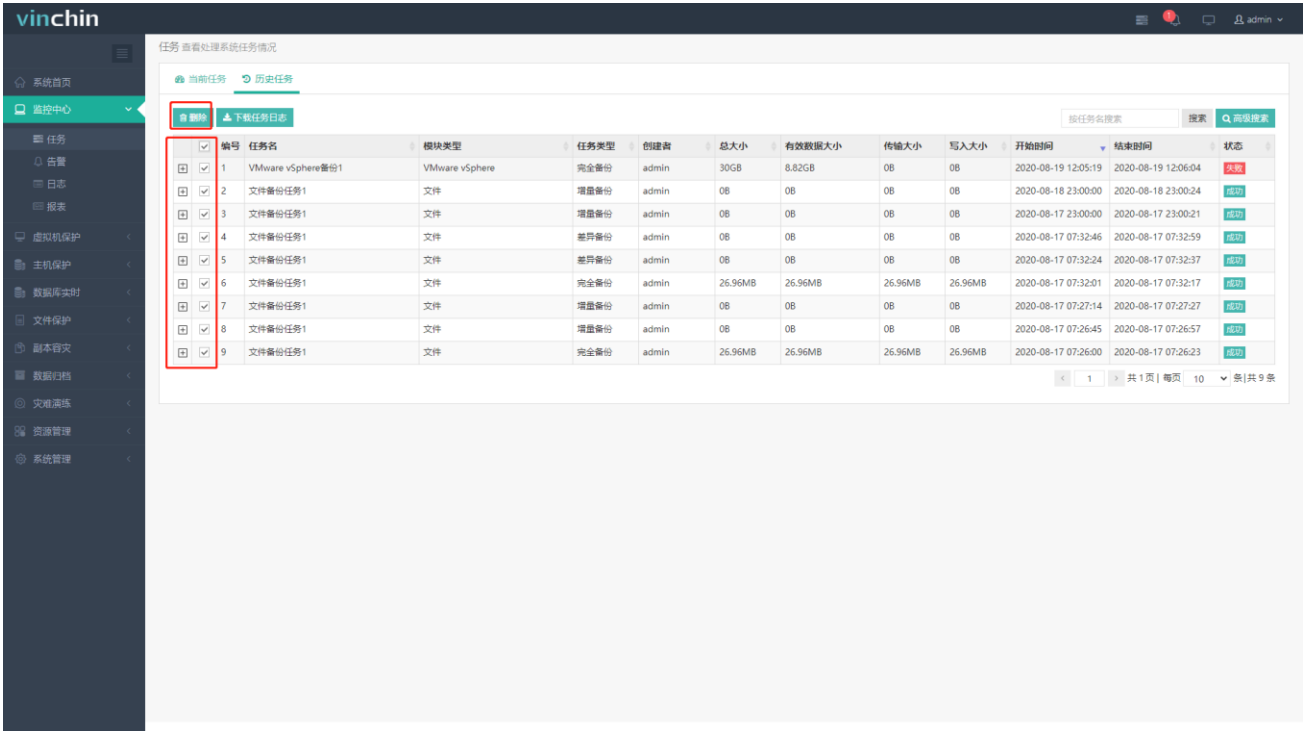 vinchin
1
admin
任务 查看处理系统任务情况
系统首页
监控中心
任务
告警
日志
报表
虚拟机保护
主机保护
数据库实时
文件保护
副本容灾
数据归档
灾难演练
资源管理
系统管理
当前任务 历史任务
删除 下载任务日志 按任务名搜索 搜索 高级搜索
编号 任务名 模块类型 任务类型 创建者 总大小 有效数据大小 传输大小 写入大小 开始时间 结束时间 状态
1 VMware vSphere备份1 VMware vSphere 完全备份 admin 30GB 8.82GB 0B 0B 2020-08-19 12:05:19 2020-08-19 12:06:04 失败
2 文件备份任务1 文件 增量备份 admin 0B 0B 0B 0B 2020-08-18 23:00:00 2020-08-18 23:00:24 成功
3 文件备份任务1 文件 增量备份 admin 0B 0B 0B 0B 2020-08-17 23:00:00 2020-08-17 23:00:21 成功
4 文件备份任务1 文件 差异备份 admin 0B 0B 0B 0B 2020-08-17 07:32:46 2020-08-17 07:32:59 成功
5 文件备份任务1 文件 差异备份 admin 0B 0B 0B 0B 2020-08-17 07:32:24 2020-08-17 07:32:37 成功
6 文件备份任务1 文件 完全备份 admin 26.96MB 26.96MB 26.96MB 26.96MB 2020-08-17 07:32:01 2020-08-17 07:32:17 成功
7 文件备份任务1 文件 增量备份 admin 0B 0B 0B 0B 2020-08-17 07:27:14 2020-08-17 07:27:27 成功
8 文件备份任务1 文件 增量备份 admin 0B 0B 0B 0B 2020-08-17 07:26:45 2020-08-17 07:26:57 成功
9 文件备份任务1 文件 完全备份 admin 26.96MB 26.96MB 26.96MB 26.96MB 2020-08-17 07:26:00 2020-08-17 07:26:23 成功
< 1 > 共1页| 每页 10 条|共9条